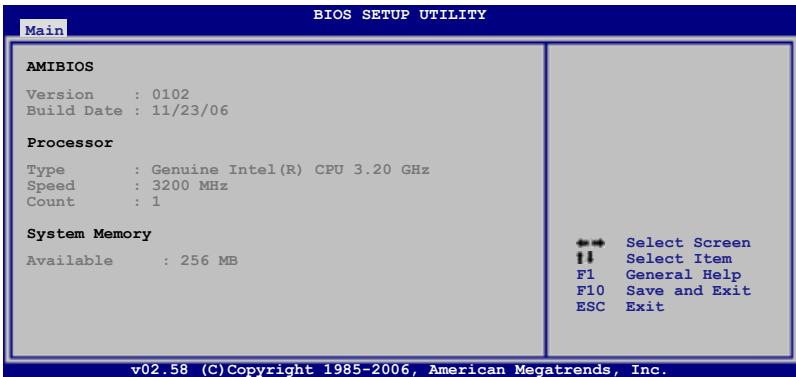 BIOS SETUP UTILITY
Main
AMIBIOS
Version : 0102
Build Date : 11/23/06
Processor
Type : Genuine Intel(R) CPU 3.20 GHz
Speed : 3200 MHz
Count : 1
System Memory
Available : 256 MB
Select Screen
Select Item
F1 General Help
F10 Save and Exit
ESC Exit
v02.58 (C)Copyright 1985-2006, American Megatrends, Inc.